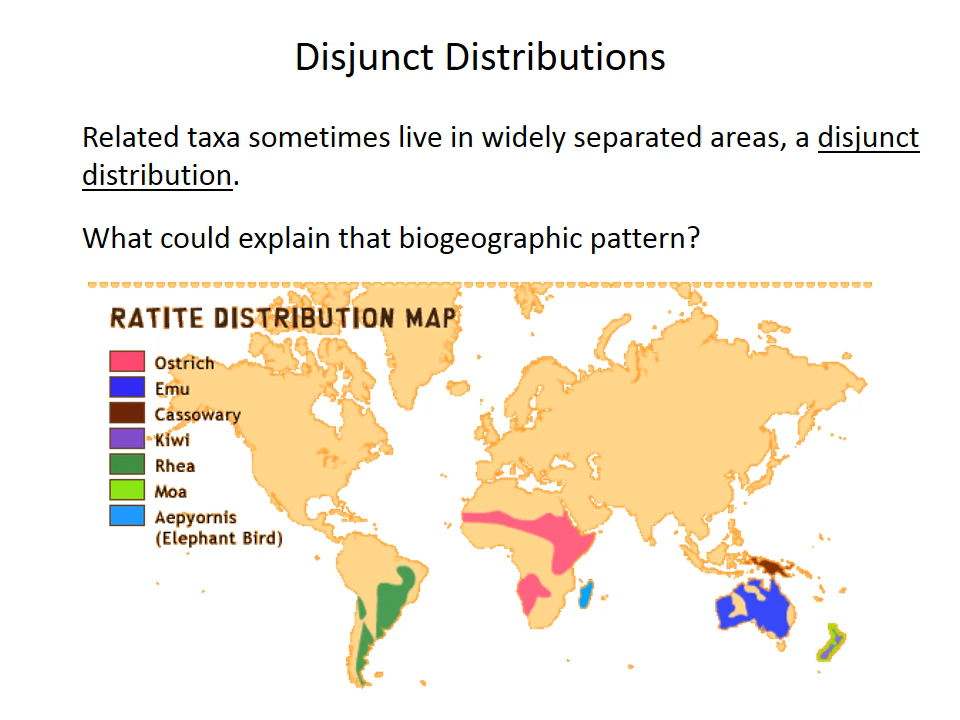 Disjunct Distributions
Related taxa sometimes live in widely separated areas, a disjunct
distribution.
What could explain that biogeographic pattern?
RATITE DISTRIBUTION MAP
Ostrich
Emu
Cassowary
Kiwi
Rhea
Moa
Aepyornis
(Elephant Bird)